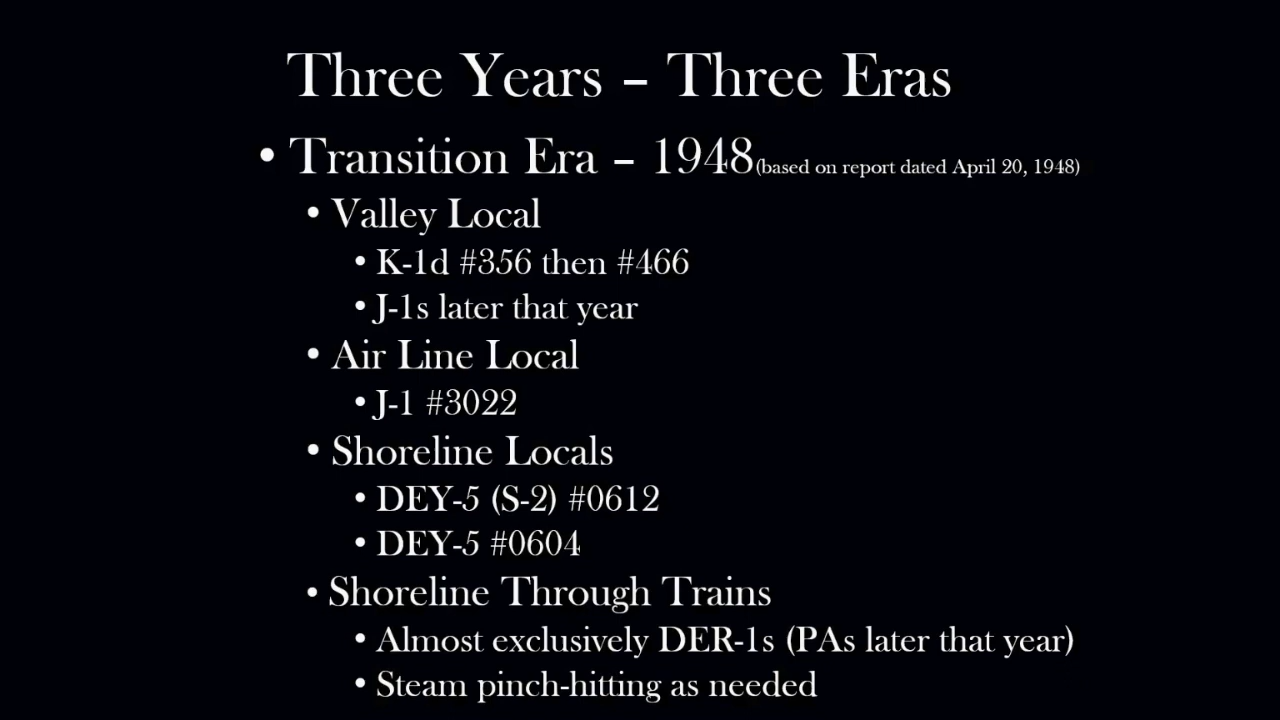 Three Years – Three Eras
• Transition Era – 1948 (based on report dated April 20, 1948)
• Valley Local
• K-1d #356 then #466
• J-1s later that year
• Air Line Local
• J-1 #3022
• Shoreline Locals
• DEY-5 (S-2) #0612
• DEY-5 #0604
• Shoreline Through Trains
• Almost exclusively DER-1s (PAs later that year)
• Steam pinch-hitting as needed